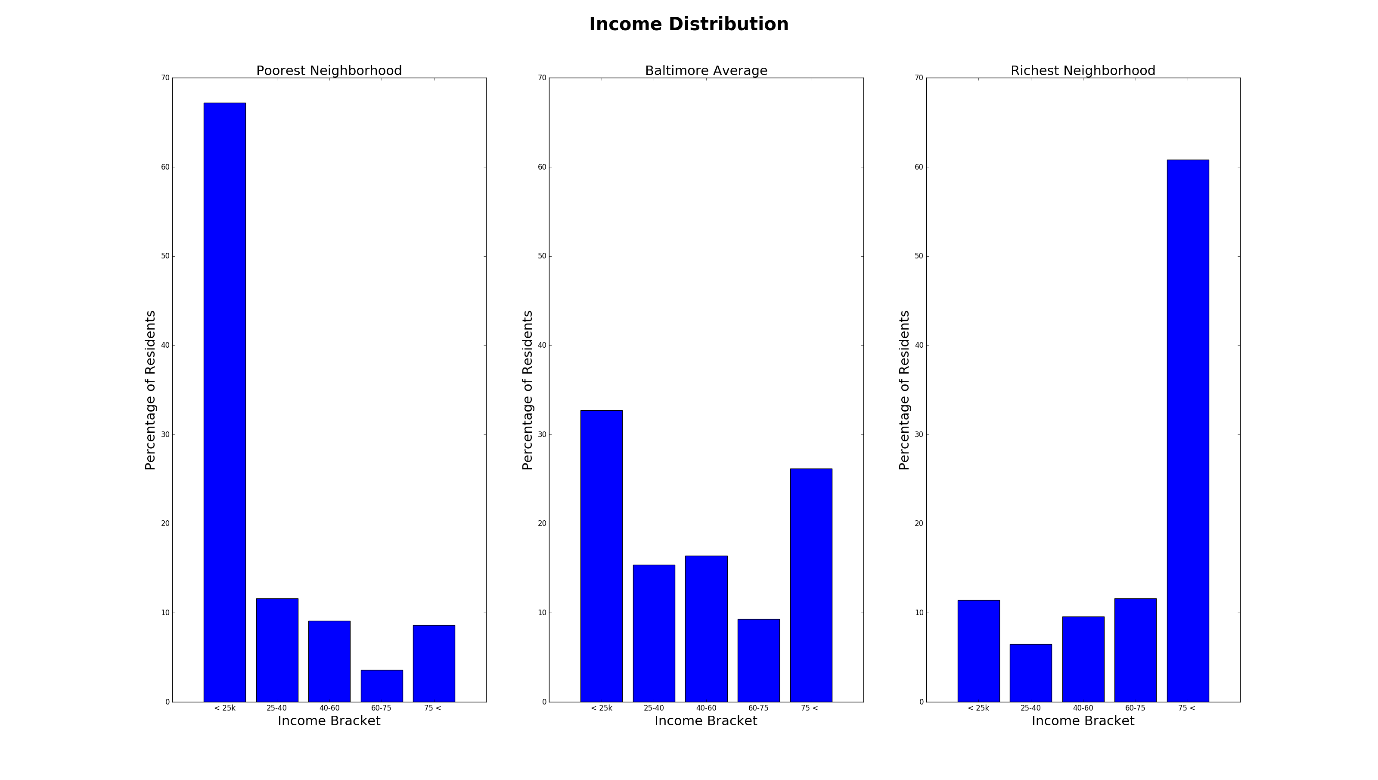 Income Distribution
Poorest Neighborhood
70
60
50
40
30
20
10
0
Percentage of Residents
< 25k 25-40 40-60 60-75 75 <
Income Bracket
Baltimore Average
70
60
50
40
30
20
10
0
Percentage of Residents
< 25k 25-40 40-60 60-75 75 <
Income Bracket
Richest Neighborhood
70
60
50
40
30
20
10
0
Percentage of Residents
< 25k 25-40 40-60 60-75 75 <
Income Bracket